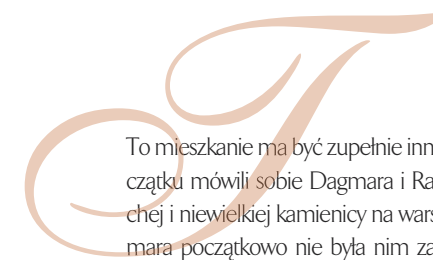 T
To mieszkanie ma być zupełnie inn
czątku mówili sobie Dagmara i Ra
chej i niewielkiej kamienicy na wars
mara początkowo nie była nim za